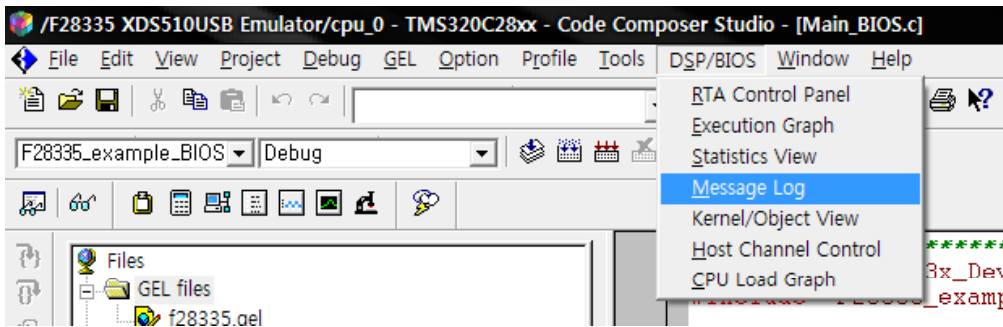 /F28335 XDS510USB Emulator/cpu_0 - TMS320C28xx - Code Composer Studio - [Main_BIOS.c]
File Edit View Project Debug GEL Option Profile Tools DSP/BIOS Window Help
RTA Control Panel
Execution Graph
F28335_example_BIOS Debug
Statistics View
Message Log
Kernel/Object View
Host Channel Control
CPU Load Graph
Files
GEL files
f28335.gel
******
3x_Dev
_examp